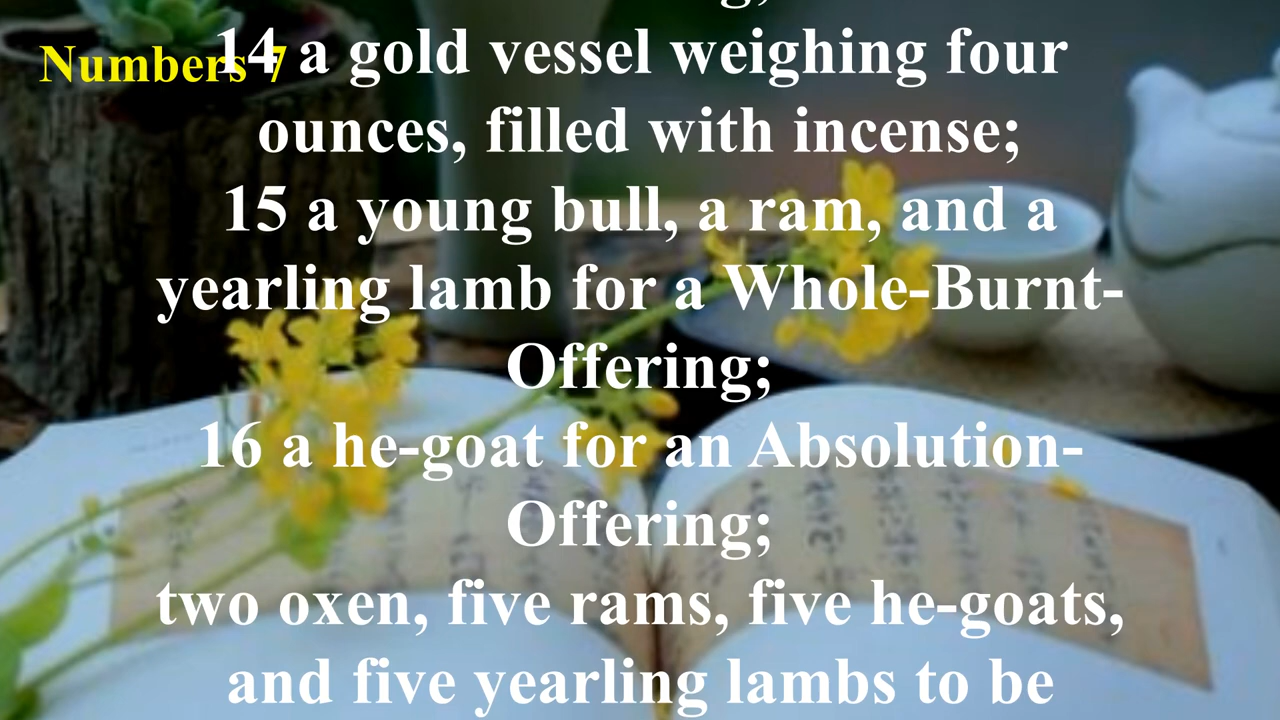 Numbers 7
14 a gold vessel weighing four
ounces, filled with incense;
15 a young bull, a ram, and a
yearling lamb for a Whole-Burnt-
Offering;
16 a he-goat for an Absolution-
Offering;
two oxen, five rams, five he-goats,
and five yearling lambs to be